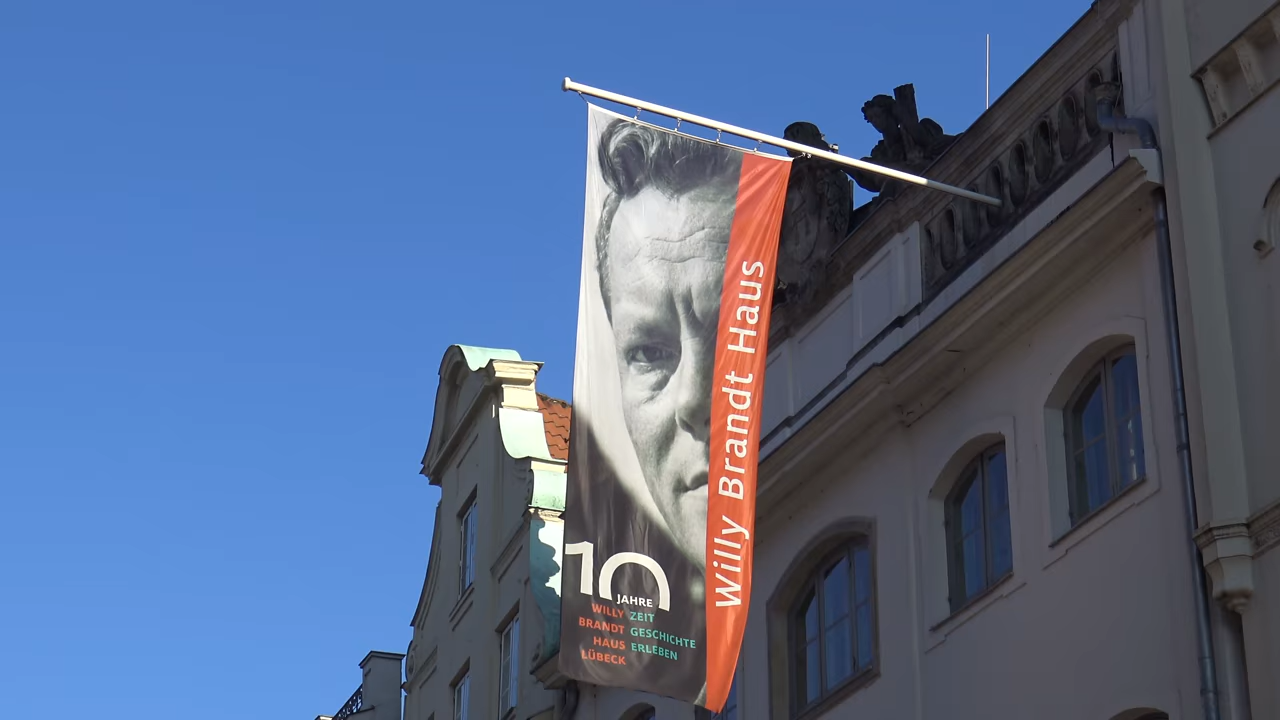 Willy Brandt Haus
10
JAHRE
WILLY
BRANDT
HAUS
LÜBECK
ZEIT
GESCHICHTE
ERLEBEN